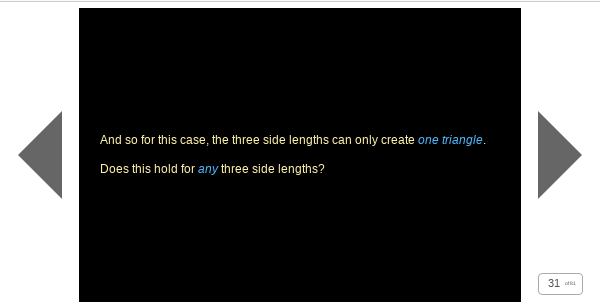 And so for this case, the three side lengths can only create one triangle.
Does this hold for any three side lengths?
31